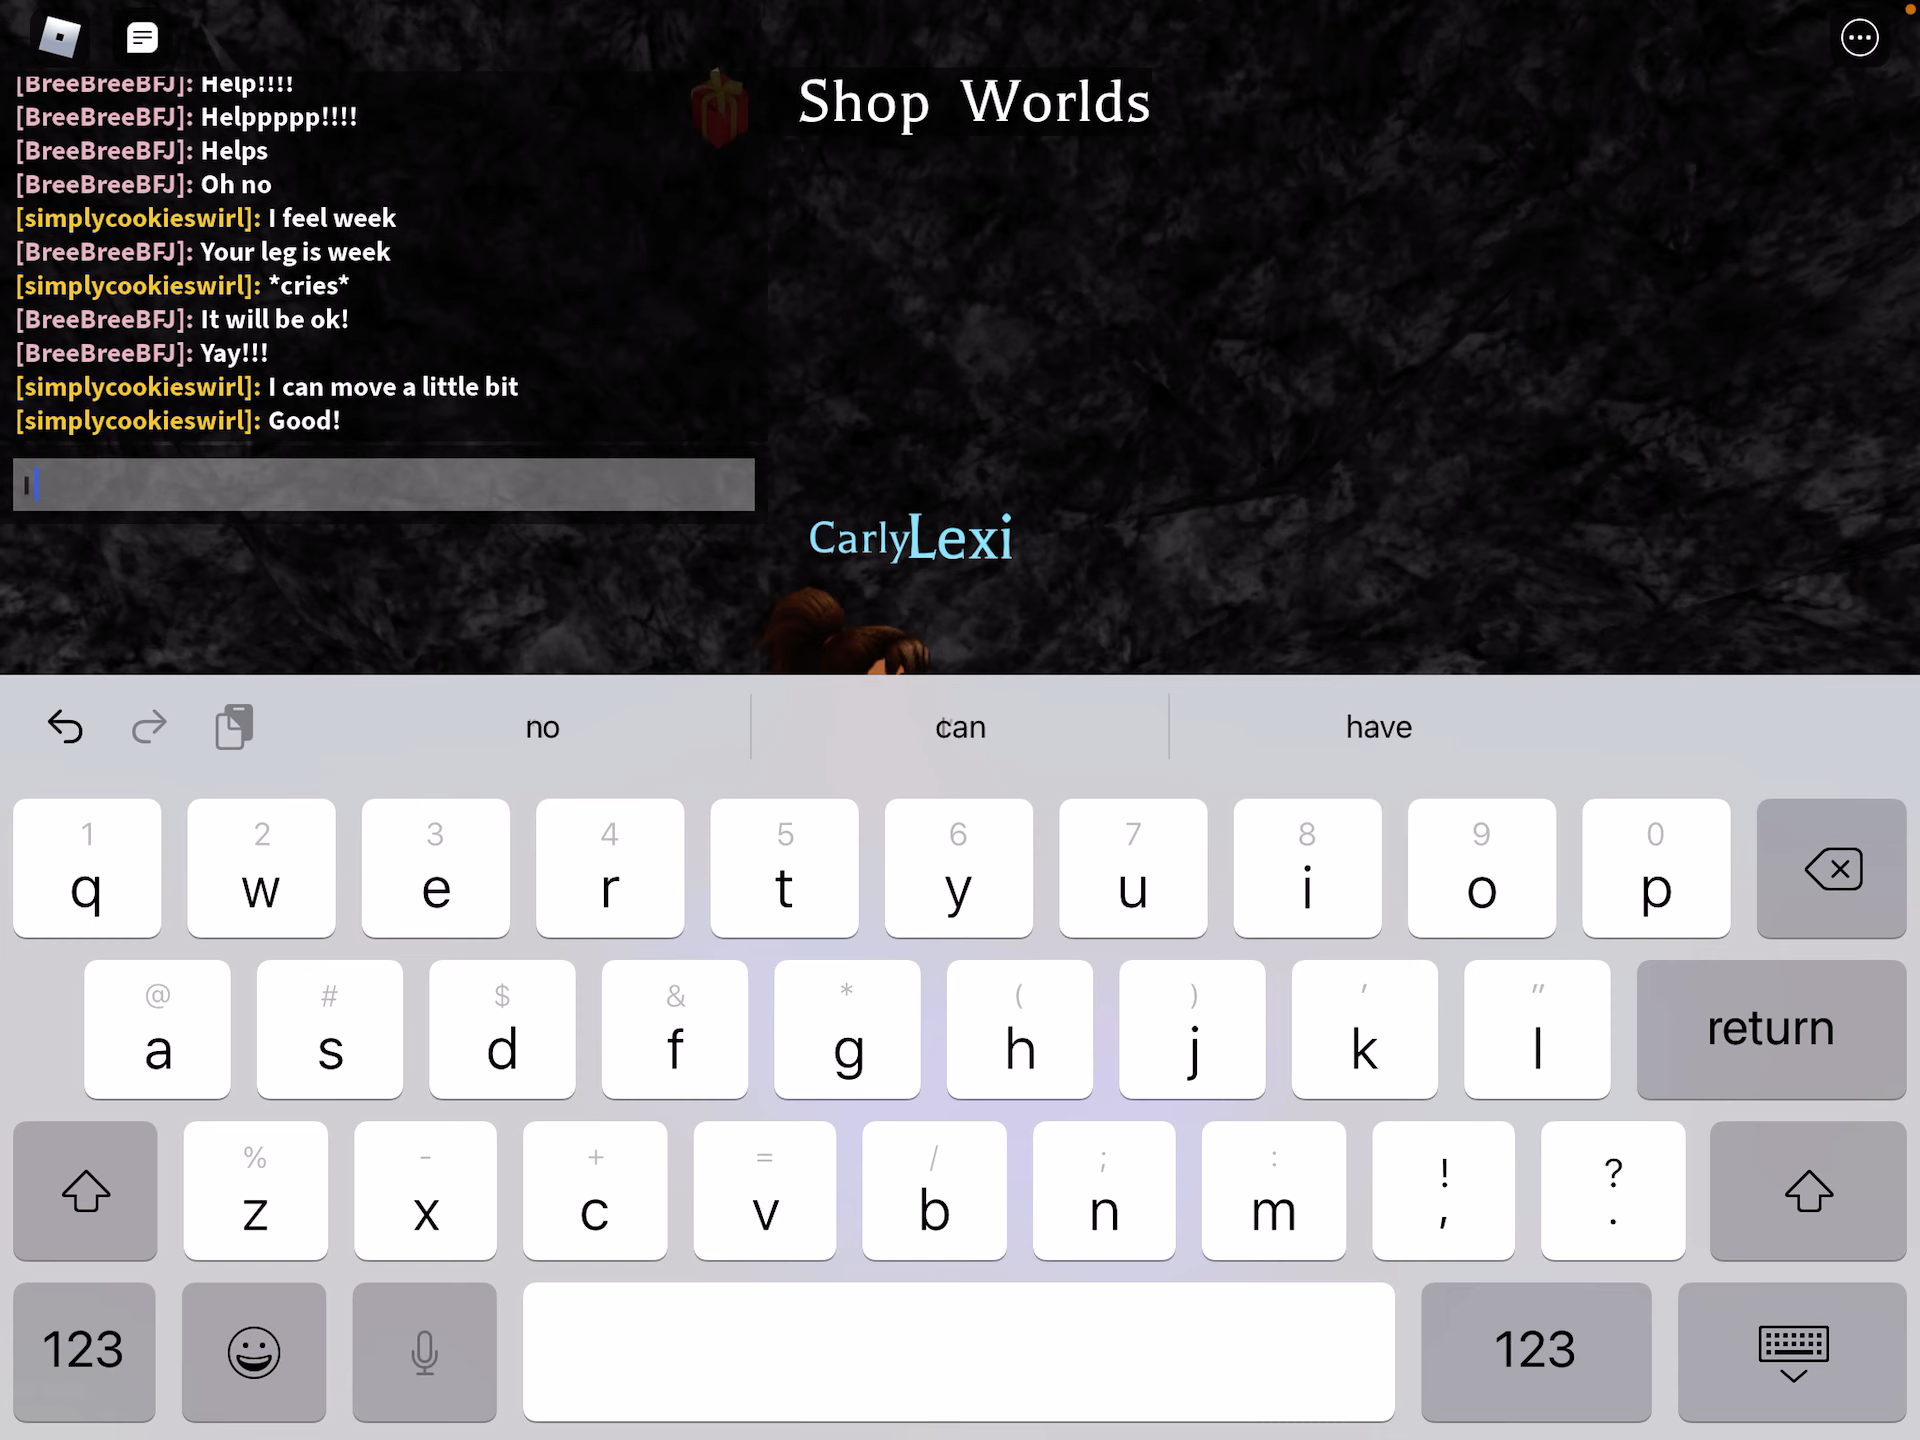 [BreeBreeBFJ]: Help!!!!
[BreeBreeBFJ]: Helppppp!!!!
[BreeBreeBFJ]: Helps
[BreeBreeBFJ]: Oh no
[simplycookieswirl]: I feel week
[BreeBreeBFJ]: Your leg is week
[simplycookieswirl]: *cries*
[BreeBreeBFJ]: It will be ok!
[BreeBreeBFJ]: Yay!!!
[simplycookieswirl]: I can move a little bit
[simplycookieswirl]: Good!
I
Shop Worlds
CarlyLexi
no can have
1 2 3 4 5 6 7 8 9 0
q w e r t y u i o p
@ # $ & * ( ) ' "
a s d f g h j k l return
% - + = / ; : ! ?
z x c v b n m , .
123 123